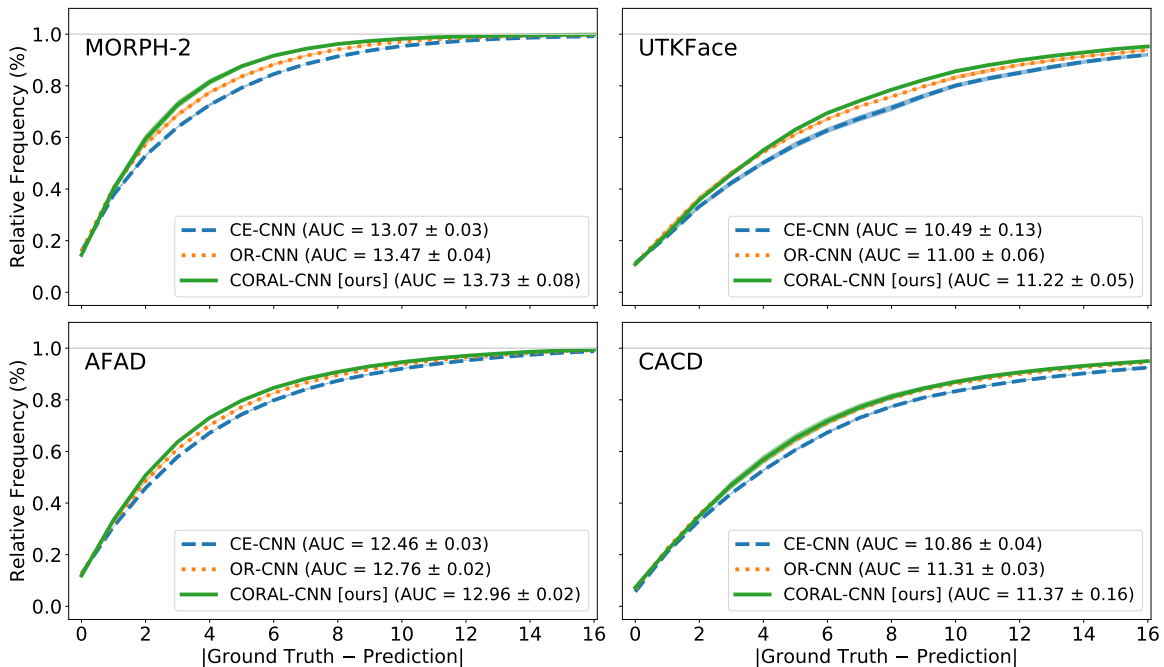 MORPH-2
1.0
0.8
0.6
0.4
0.2
0.0
Relative Frequency (%)
CE-CNN (AUC = 13.07 ± 0.03)
OR-CNN (AUC = 13.47 ± 0.04)
CORAL-CNN [ours] (AUC = 13.73 ± 0.08)
UTKFace
CE-CNN (AUC = 10.49 ± 0.13)
OR-CNN (AUC = 11.00 ± 0.06)
CORAL-CNN [ours] (AUC = 11.22 ± 0.05)
AFAD
1.0
0.8
0.6
0.4
0.2
0.0
Relative Frequency (%)
CE-CNN (AUC = 12.46 ± 0.03)
OR-CNN (AUC = 12.76 ± 0.02)
CORAL-CNN [ours] (AUC = 12.96 ± 0.02)
0 2 4 6 8 10 12 14 16
|Ground Truth − Prediction|
CACD
CE-CNN (AUC = 10.86 ± 0.04)
OR-CNN (AUC = 11.31 ± 0.03)
CORAL-CNN [ours] (AUC = 11.37 ± 0.16)
0 2 4 6 8 10 12 14 16
|Ground Truth − Prediction|